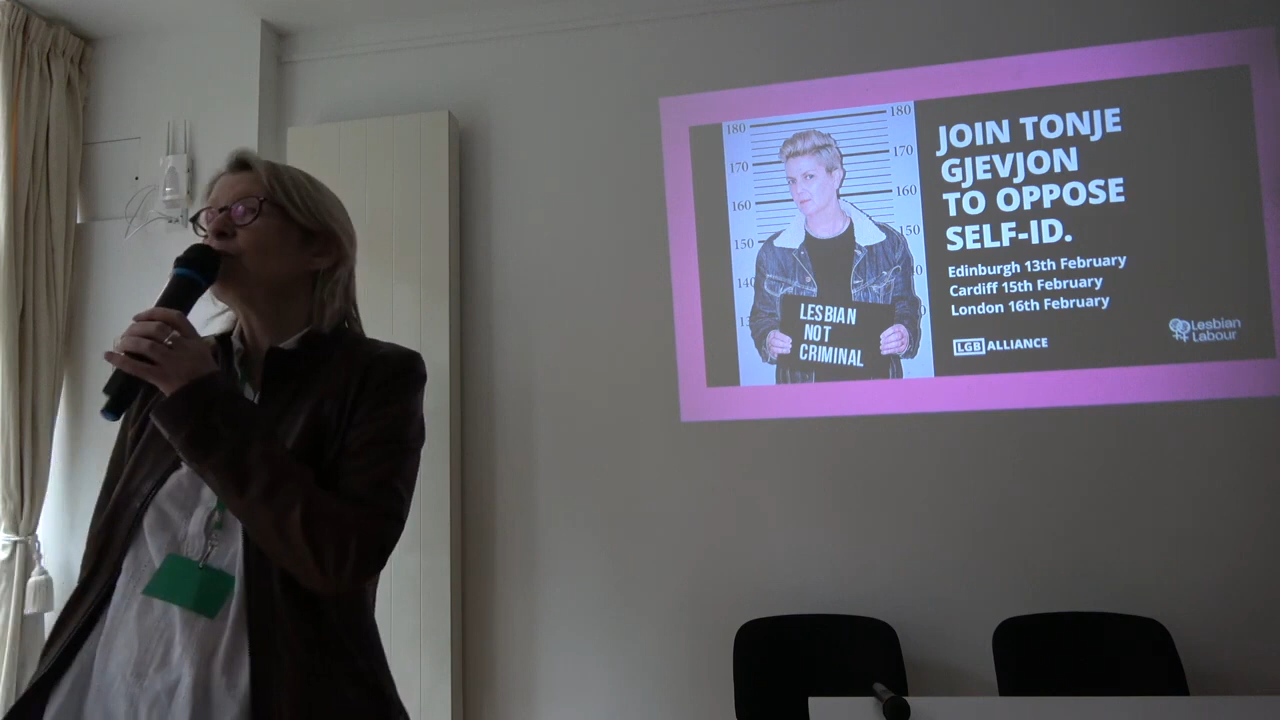 180
180
170
170
160
160
150
150
LESBIAN
NOT
CRIMINAL
JOIN TONJE
GJEVJON
TO OPPOSE
SELF-ID.
Edinburgh 13th February
Cardiff 15th February
London 16th February
LGB ALLIANCE
Lesbian
Labour